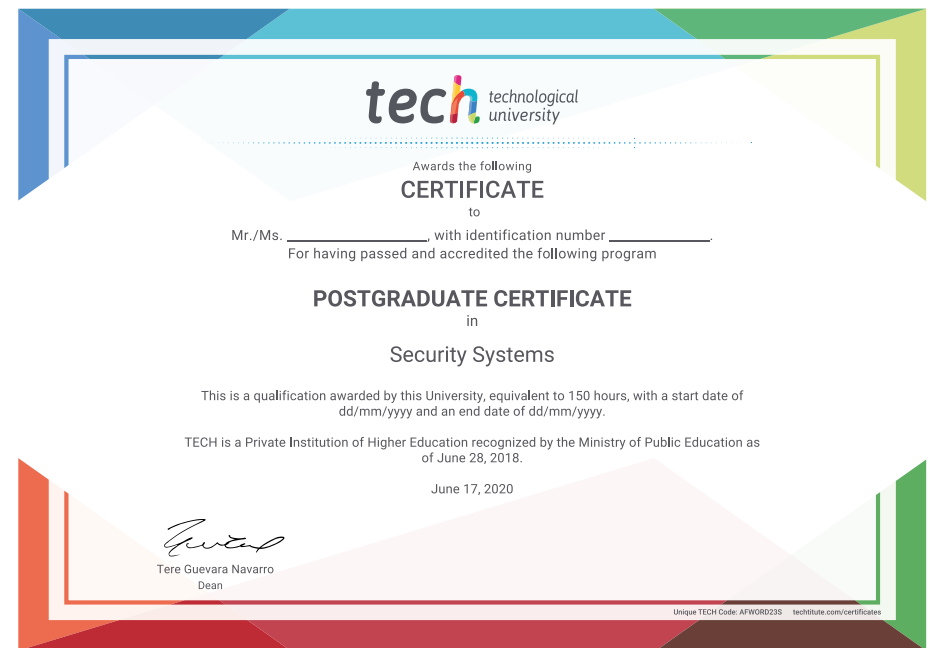 tech technological
university
Awards the following
CERTIFICATE
to
Mr./Ms. ____________________, with identification number ______________.
For having passed and accredited the following program
POSTGRADUATE CERTIFICATE
in
Security Systems
This is a qualification awarded by this University, equivalent to 150 hours, with a start date of
dd/mm/yyyy and an end date of dd/mm/yyyy.
TECH is a Private Institution of Higher Education recognized by the Ministry of Public Education as
of June 28, 2018.
June 17, 2020
Tere Guevara Navarro
Dean
Unique TECH Code: AFWORD23S techtitute.com/certificates